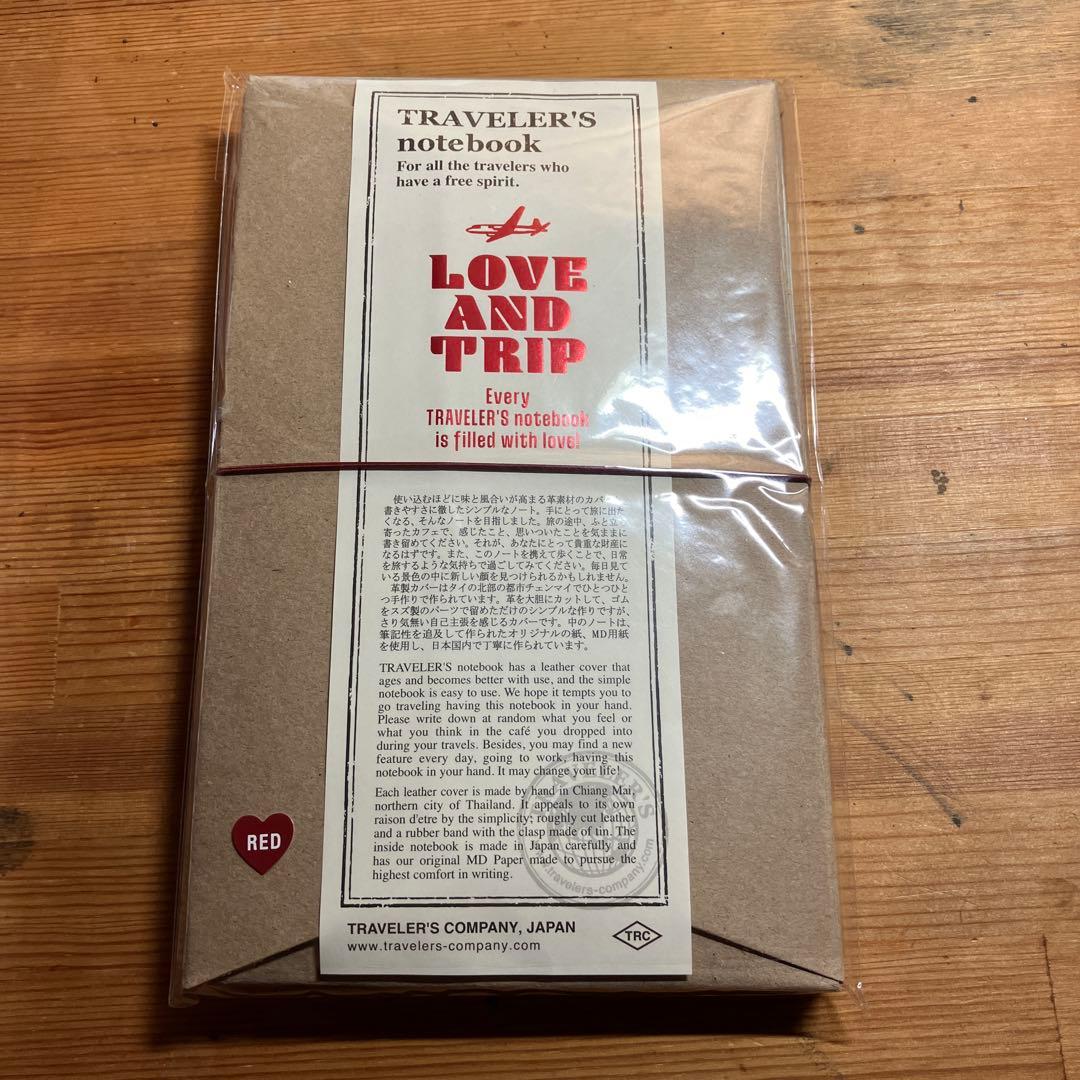 TRAVELER'S
notebook
For all the travelers who
have a free spirit.
LOVE
AND
TRIP
Every
TRAVELER'S notebook
is filled with love!
使い込むほどに味と風合いが高まる革素材のカバ
書きやすさに徹したシンプルなノート。手にとって旅に出た
くなる、そんなノートを目指しました。旅の途中、ふと立
寄ったカフェで、感じたこと、思いついたことを気ままに
書き留めてください。それが、あなたにとって貴重な財産に
なるはずです。また、このノートを携えて歩くことで、日常
を旅するような気持ちで過ごしてみてください。毎日見て
いる景色の中に新しい顔を見つけられるかもしれません。
革製カバーはタイの北部の都市チェンマイでひとつひと
つ手作りで作られています。革を大胆にカットして、ゴム
をスズ製のパーツで留めただけのシンプルな作りですが、
さり気無い自己主張を感じるカバーです。中のノートは、
筆記性を追及して作られたオリジナルの紙、MD用紙
を使用し、日本国内で丁寧に作られています。
TRAVELER'S notebook has a leather cover that
ages and becomes better with use, and the simple
notebook is easy to use. We hope it tempts you to
go traveling having this notebook in your hand.
Please write down at random what you feel or
what you think in the café you dropped into
during your travels. Besides, you may find a new
feature every day, going to work, having this
notebook in your hand. It may change your life!
Each leather cover is made by hand in Chiang Mai,
northern city of Thailand. It appeals to its own
raison d'etre by the simplicity; roughly cut leather
and a rubber band with the clasp made of tin. The
inside notebook is made in Japan carefully and
has our original MD Paper made to pursue the
highest comfort in writing.
TRAVELER'S
www.travelers-company.com
RED
TRAVELER'S COMPANY, JAPAN
www.travelers-company.com
TRC